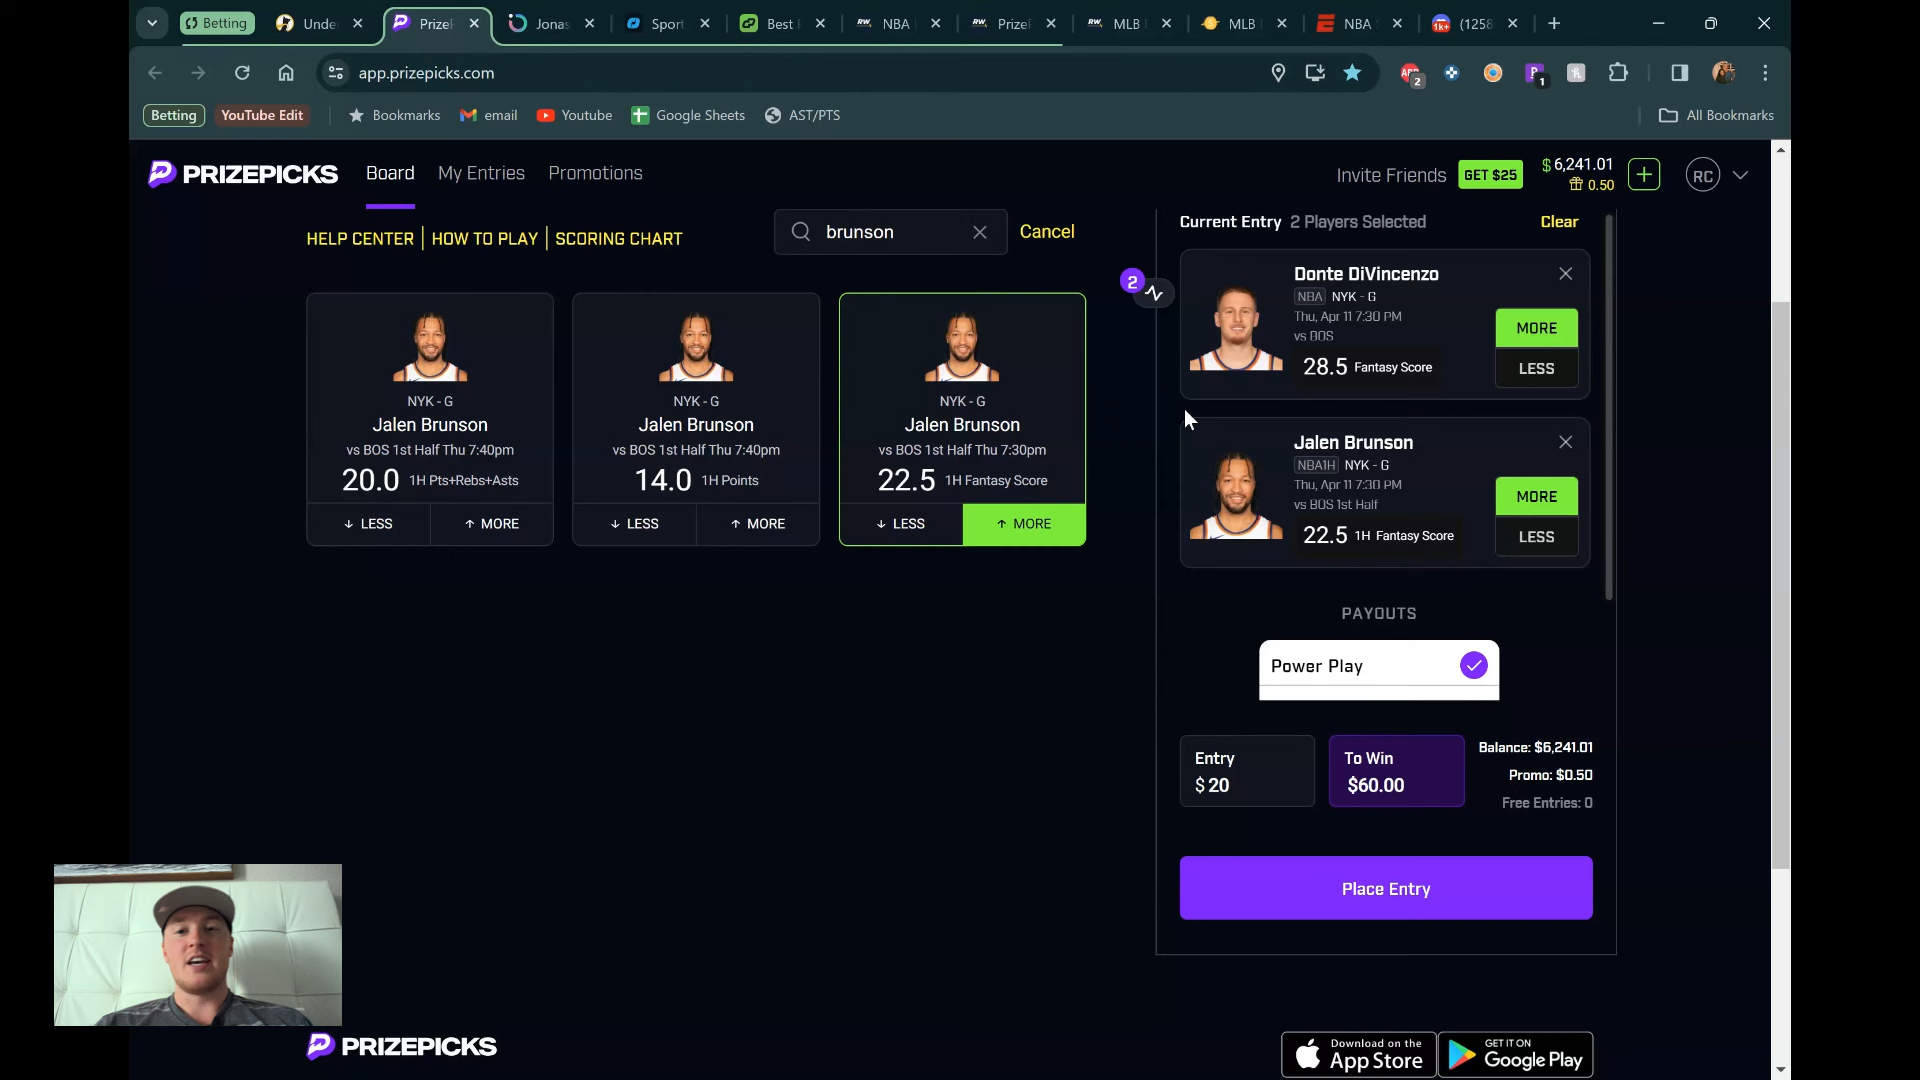 Betting
Unde
PrizeP
Jonas
Sport
Best F
RW NBA
RW PrizeP
RW MLB
MLB
NBA S
1k+ (1258
app.prizepicks.com
2
1
Betting
YouTube Edit
Bookmarks
email
Youtube
Google Sheets
AST/PTS
All Bookmarks
PRIZEPICKS
Board
My Entries
Promotions
Invite Friends
GET $25
$ 6,241.01
0.50
RC
HELP CENTER
HOW TO PLAY
SCORING CHART
brunson
Cancel
NYK - G
Jalen Brunson
vs BOS 1st Half Thu 7:40pm
20.0 1H Pts+Rebs+Asts
LESS
MORE
NYK - G
Jalen Brunson
vs BOS 1st Half Thu 7:40pm
14.0 1H Points
LESS
MORE
NYK - G
Jalen Brunson
vs BOS 1st Half Thu 7:30pm
22.5 1H Fantasy Score
LESS
MORE
Current Entry 2 Players Selected
Clear
2
Donte DiVincenzo
NBA NYK - G
Thu, Apr 11 7:30 PM
vs BOS
28.5 Fantasy Score
MORE
LESS
Jalen Brunson
NBA1H NYK - G
Thu, Apr 11 7:30 PM
vs BOS 1st Half
22.5 1H Fantasy Score
MORE
LESS
PAYOUTS
Power Play
Entry
$ 20
To Win
$60.00
Balance: $6,241.01
Promo: $0.50
Free Entries: 0
Place Entry
PRIZEPICKS
Download on the
App Store
GET IT ON
Google Play